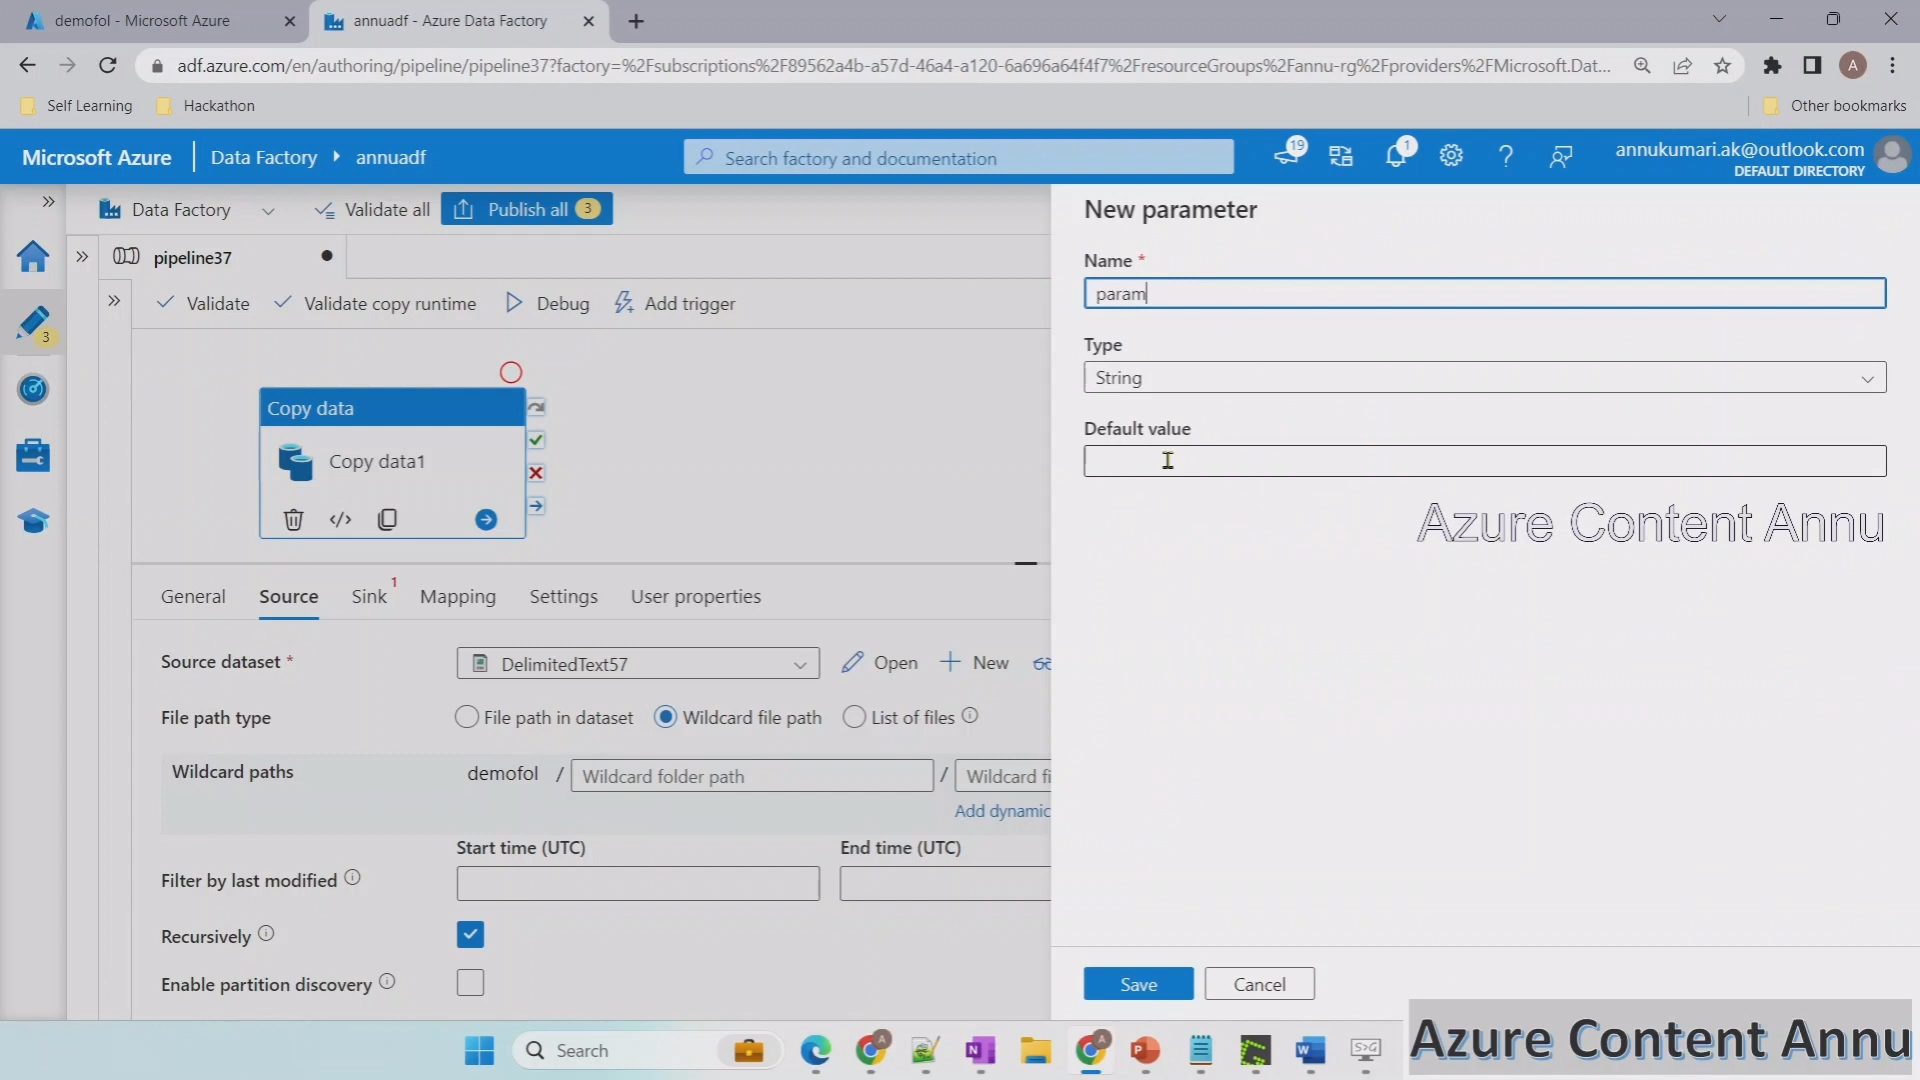 demofol - Microsoft Azure
annuadf - Azure Data Factory
adf.azure.com/en/authoring/pipeline/pipeline37?factory=%2Fsubscriptions%2F89562a4b-a57d-46a4-a120-6a696a64f4f7%2FresourceGroups%2Fannu-rg%2Fproviders%2FMicrosoft.Dat...
A
Self Learning
Hackathon
Other bookmarks
Microsoft Azure
Data Factory
annuadf
Search factory and documentation
19
1
annukumari.ak@outlook.com
DEFAULT DIRECTORY
Data Factory
Validate all
Publish all 3
New parameter
pipeline37
Name *
param
Validate
Validate copy runtime
Debug
Add trigger
3
Type
String
Copy data
Copy data1
Default value
Azure Content Annu
General
Source
Sink 1
Mapping
Settings
User properties
Source dataset *
DelimitedText57
Open
New
File path type
File path in dataset
Wildcard file path
List of files
Wildcard paths
demofol / Wildcard folder path / Wildcard fi
Add dynamic
Start time (UTC)
End time (UTC)
Filter by last modified
Recursively
Enable partition discovery
Save
Cancel
Search
Azure Content Annu